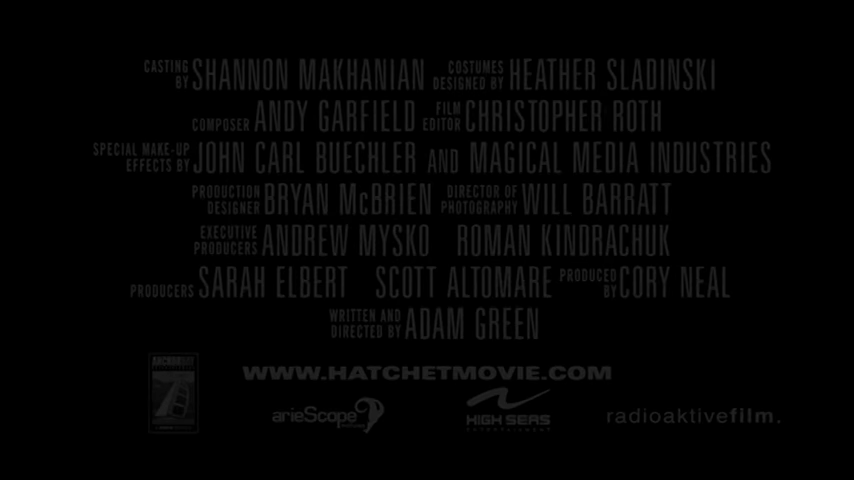 CASTING BY SHANNON MAKHANIAN COSTUMES DESIGNED BY HEATHER SLADINSKI
COMPOSER ANDY GARFIELD FILM EDITOR CHRISTOPHER ROTH
SPECIAL MAKE-UP EFFECTS BY JOHN CARL BUECHLER AND MAGICAL MEDIA INDUSTRIES
PRODUCTION DESIGNER BRYAN McBRIEN DIRECTOR OF PHOTOGRAPHY WILL BARRATT
EXECUTIVE PRODUCERS ANDREW MYSKO ROMAN KINDRACHUK
PRODUCERS SARAH ELBERT SCOTT ALTOMARE PRODUCED BY CORY NEAL
WRITTEN AND DIRECTED BY ADAM GREEN
WWW.HATCHETMOVIE.COM
ANCHOR BAY
arieScope HIGH SEAS radioaktivefilm.
ENTERTAINMENT